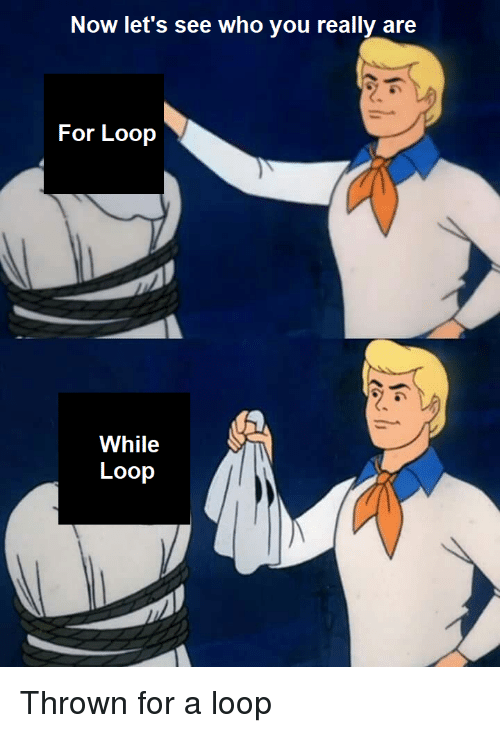 Now let's see who you really are
For Loop
While
Loop
Thrown for a loop